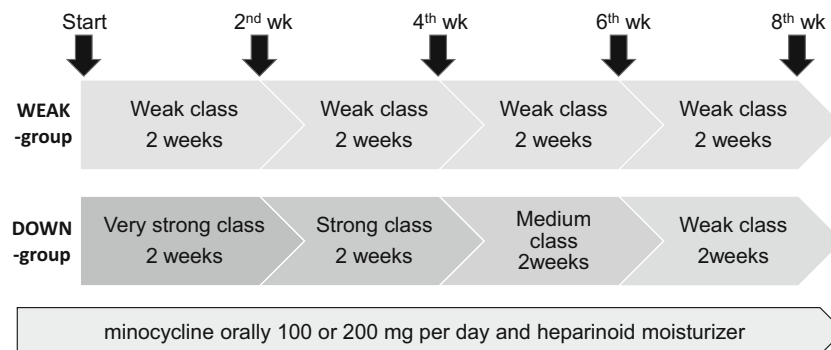 Start 2nd wk 4th wk 6th wk 8th wk
WEAK
-group
Weak class
2 weeks
Weak class
2 weeks
Weak class
2 weeks
Weak class
2 weeks
DOWN
-group
Very strong class
2 weeks
Strong class
2 weeks
Medium
class
2weeks
Weak class
2weeks
minocycline orally 100 or 200 mg per day and heparinoid moisturizer